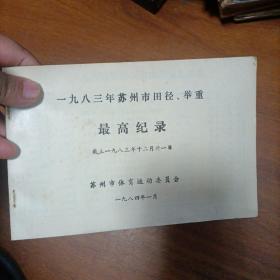 一九八三年苏州市田径、举重
最高纪录
截止一九八三年十二月卅一日
苏州市体育运动委员会
一九八四年一月